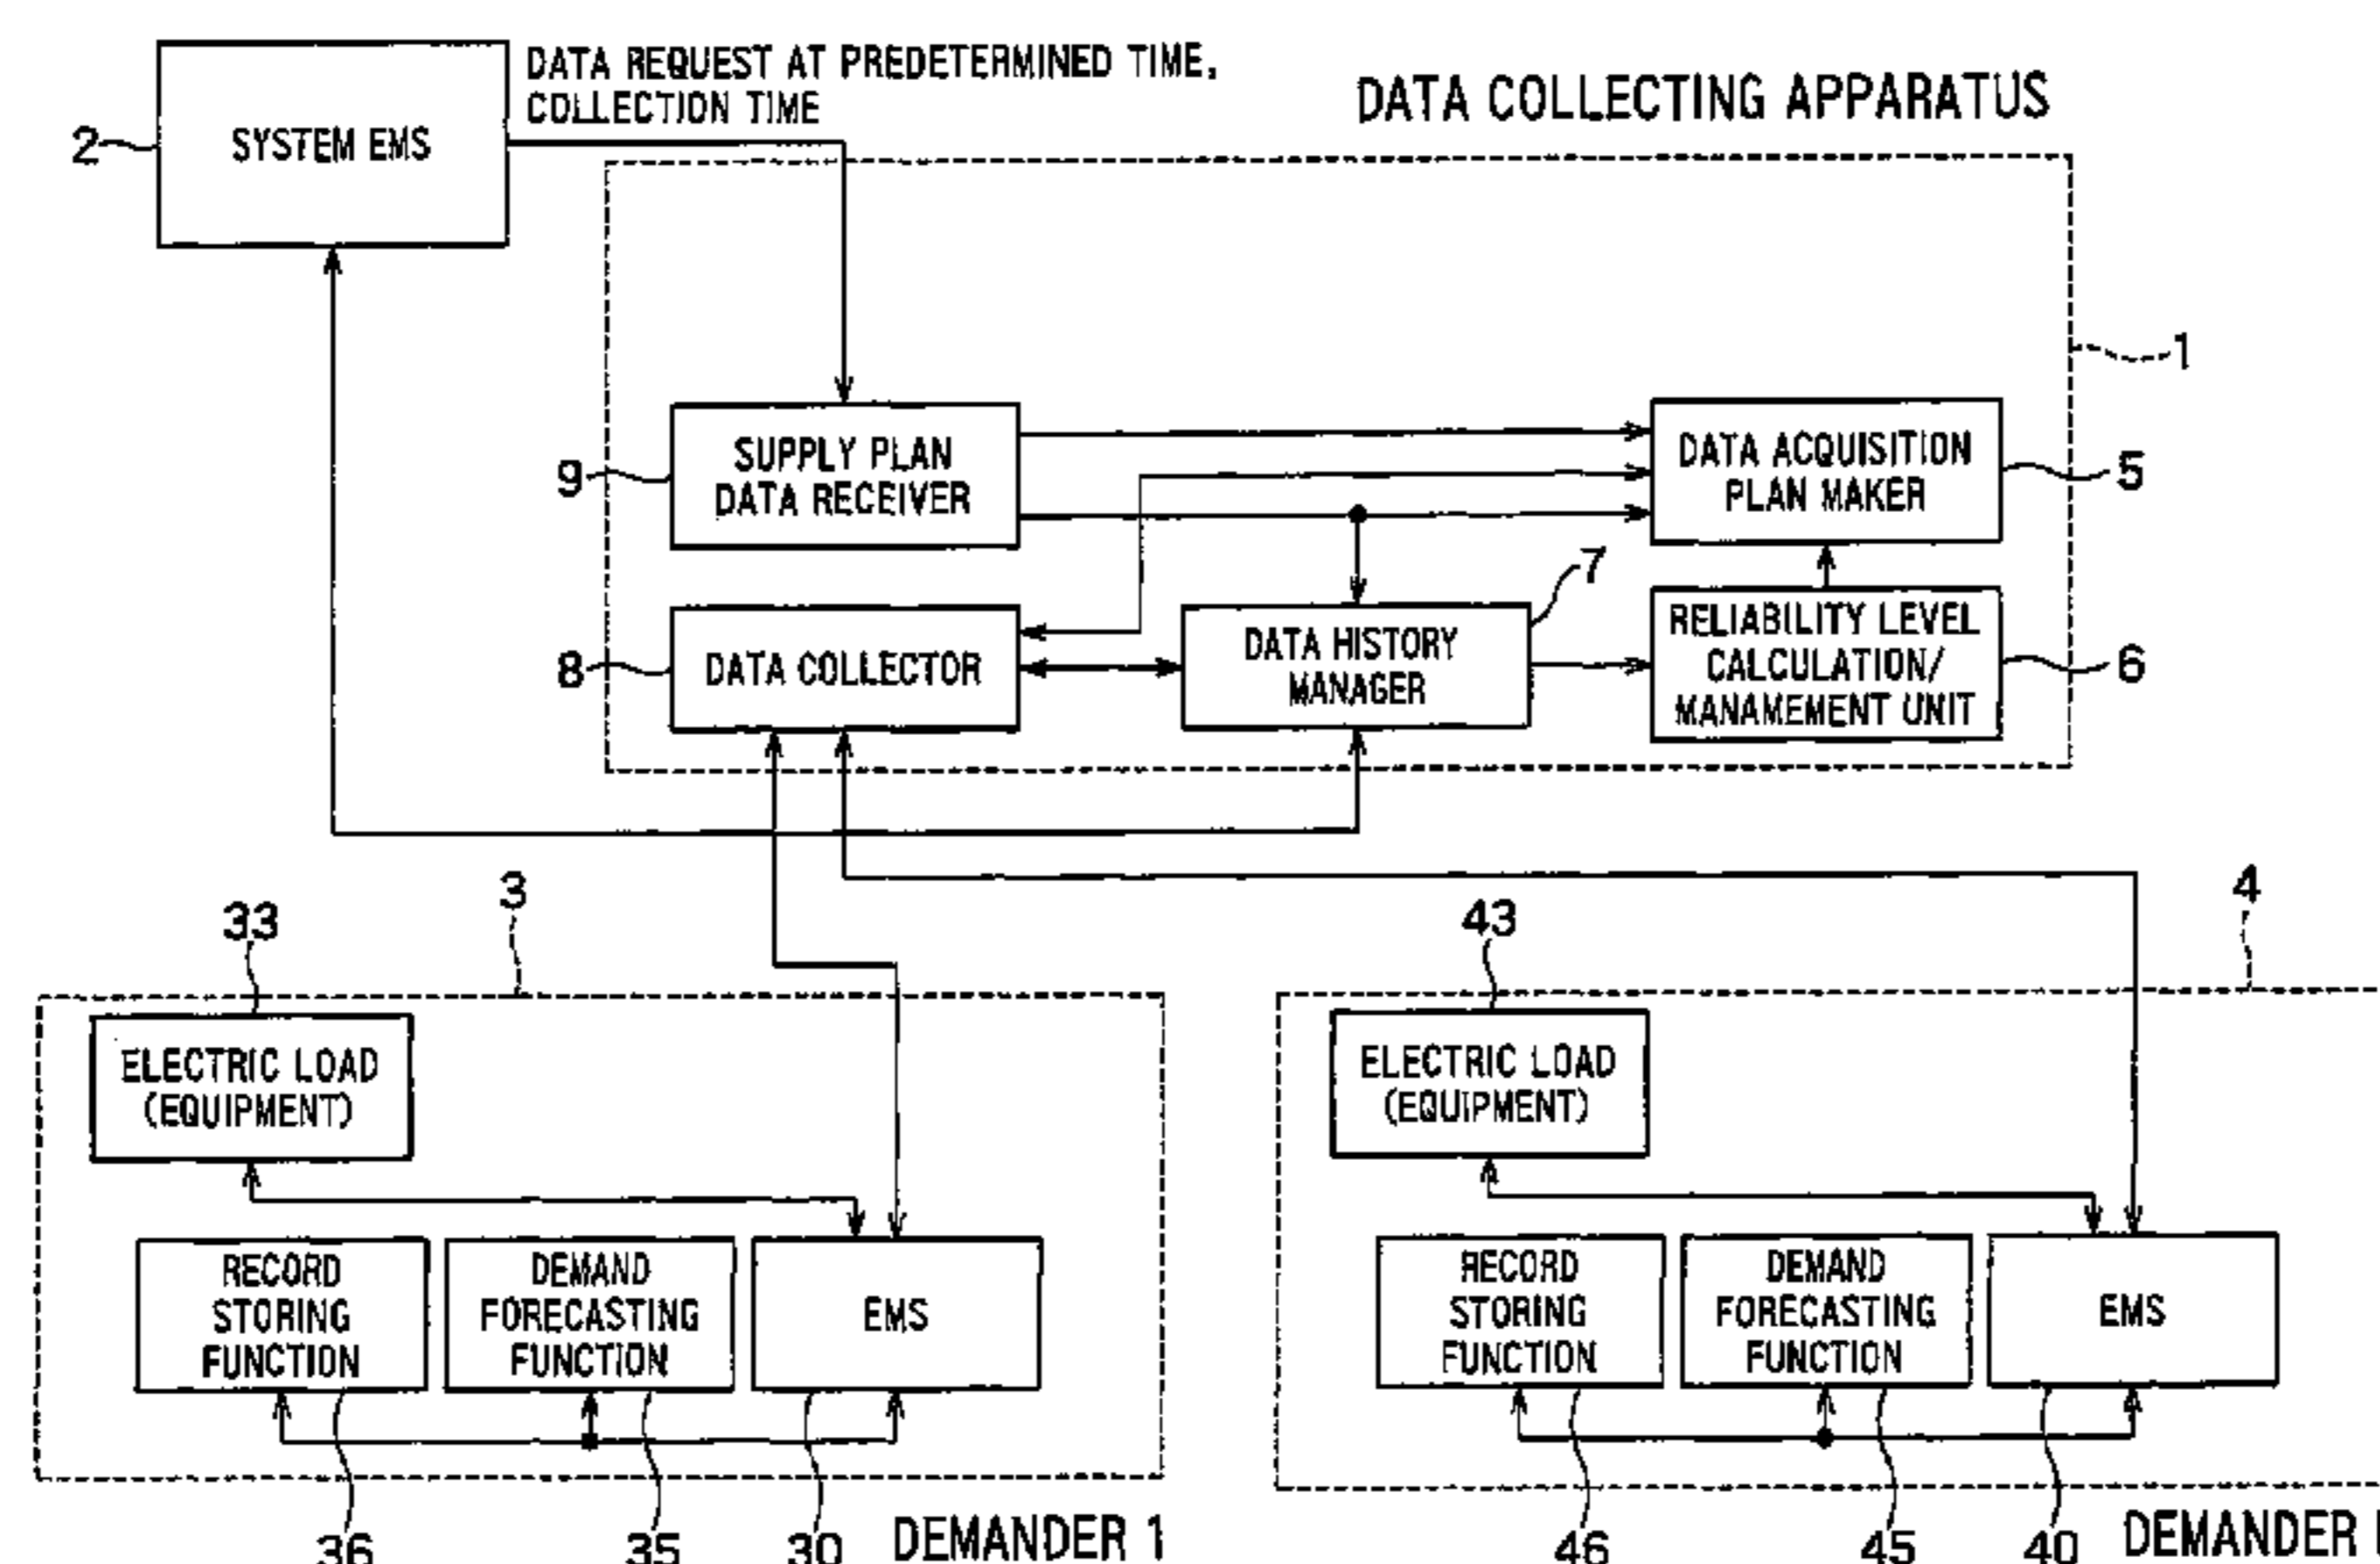 DATA REQUEST AT PREDETERMINED TIME,
COLLECTION TIME
DATA COLLECTING APPARATUS
2
SYSTEM EMS
1
9
SUPPLY PLAN
DATA RECEIVER
DATA ACQUISITION
PLAN MAKER
5
7
8
DATA COLLECTOR
DATA HISTORY
MANAGER
RELIABILITY LEVEL
CALCULATION/
MANAMEMENT UNIT
6
3
4
33
43
ELECTRIC LOAD
(EQUIPMENT)
ELECTRIC LOAD
(EQUIPMENT)
RECORD
STORING
FUNCTION
DEMAND
FORECASTING
FUNCTION
EMS
RECORD
STORING
FUNCTION
DEMAND
FORECASTING
FUNCTION
EMS
36
35
30
DEMANDER 1
46
45
40
DEMANDER